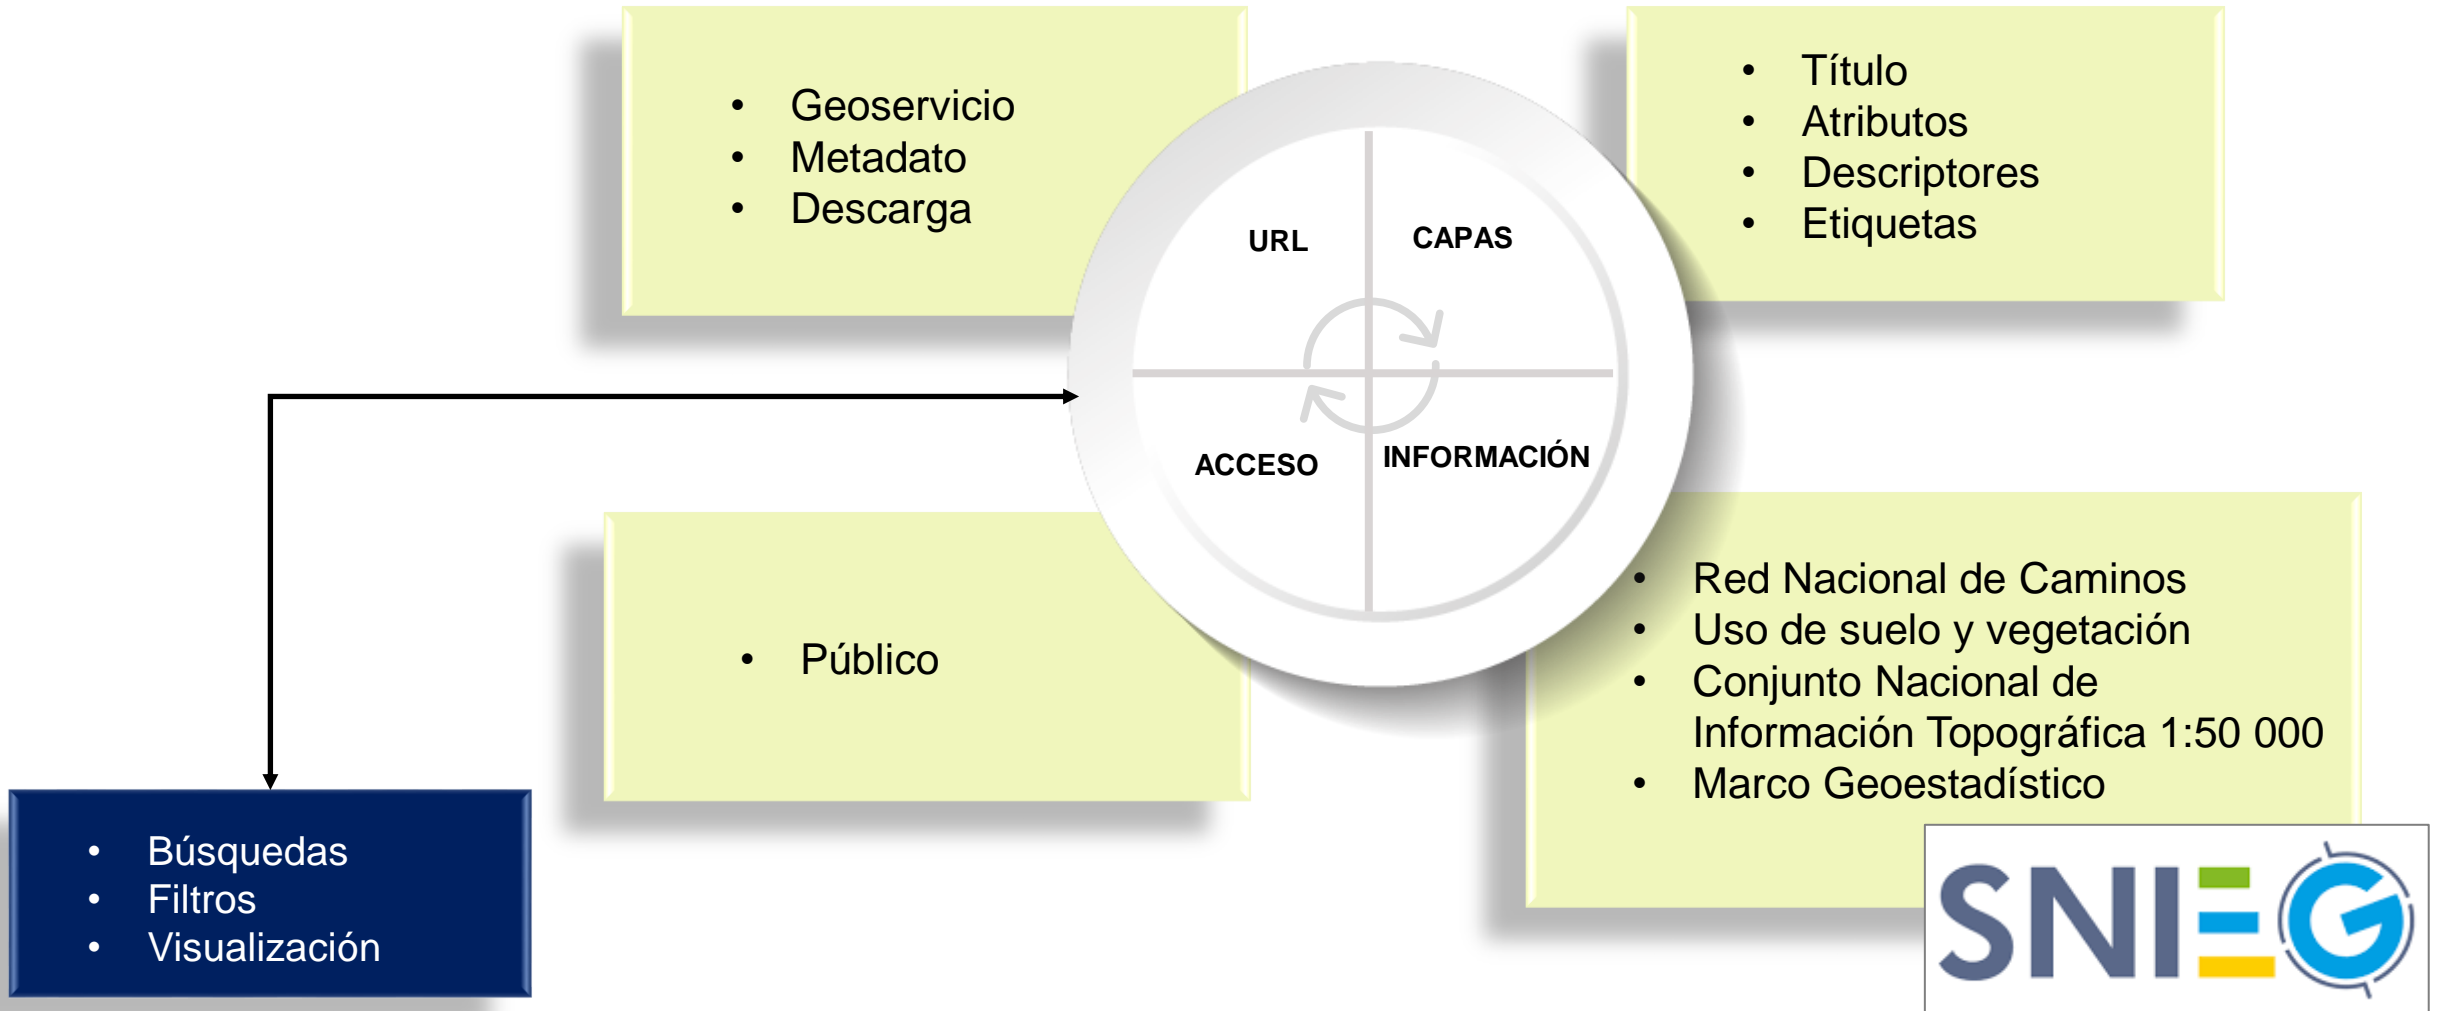 • Geoservicio
• Metadato
• Descarga
• Título
• Atributos
• Descriptores
• Etiquetas
URL
CAPAS
ACCESO
INFORMACIÓN
• Público
• Red Nacional de Caminos
• Uso de suelo y vegetación
• Conjunto Nacional de
Información Topográfica 1:50 000
• Marco Geoestadístico
• Búsquedas
• Filtros
• Visualización
SNIEG